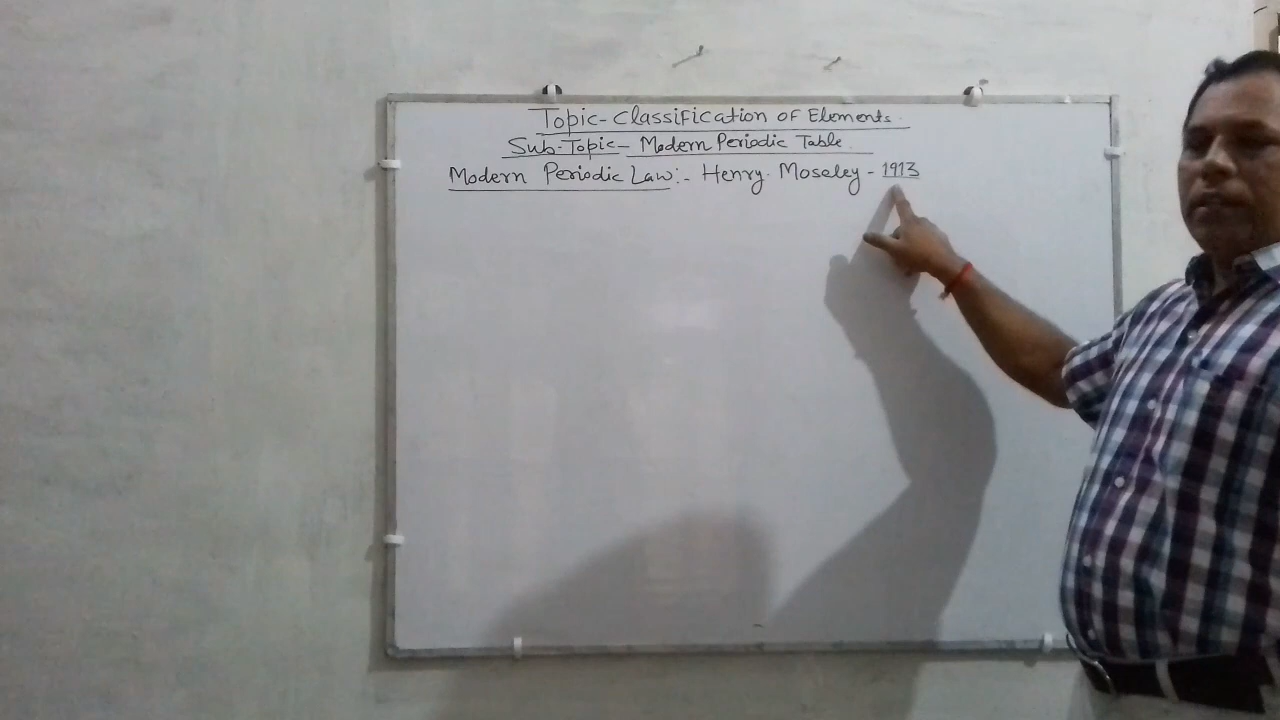 Topic - Classification of Elements.
Sub-Topic - Modern Periodic Table.
Modern Periodic Law:- Henry Moseley - 1913